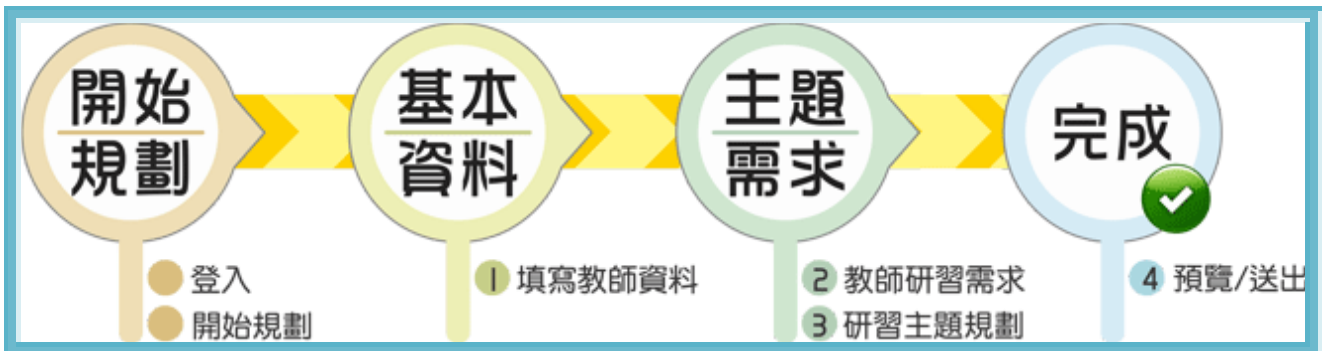 開始
規劃
基本
資料
主題
需求
完成
登入
開始規劃
1 填寫教師資料
2 教師研習需求
3 研習主題規劃
4 預覽/送出